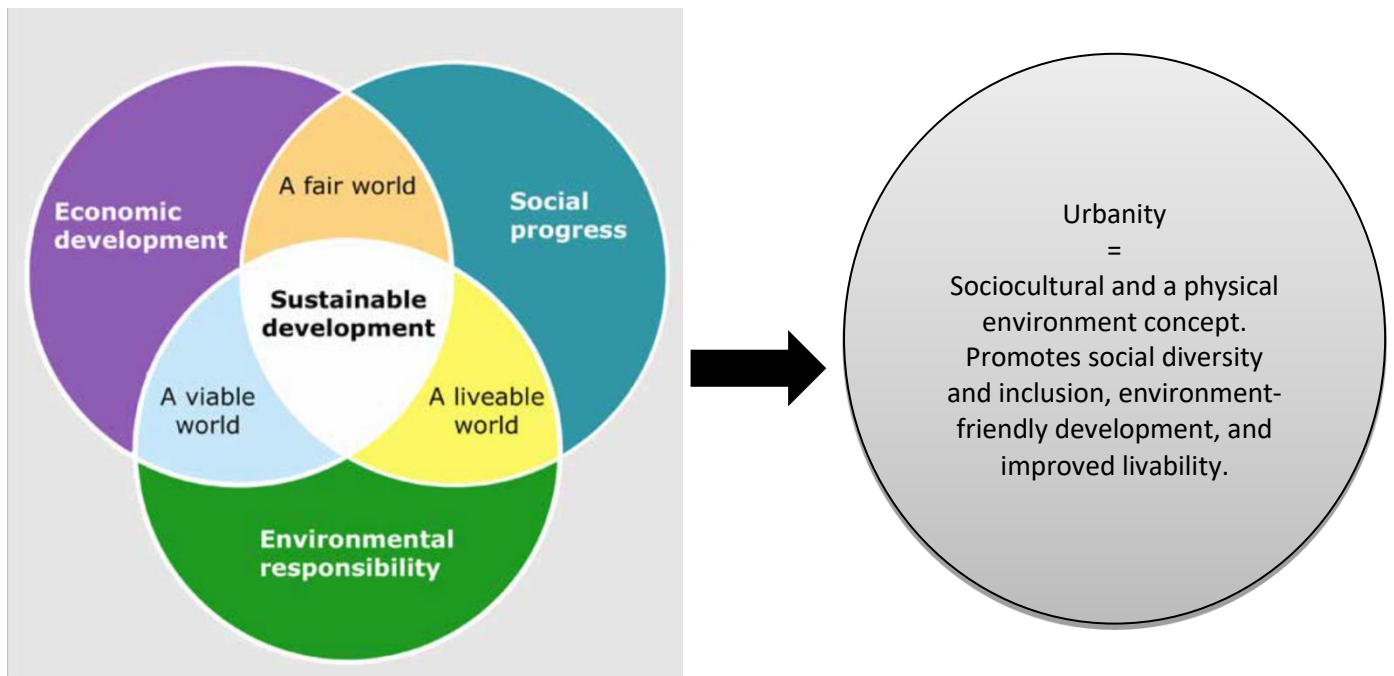 A fair world
Economic
development
Social
progress
Sustainable
development
A viable
world
A liveable
world
Environmental
responsibility
Urbanity
=
Sociocultural and a physical
environment concept.
Promotes social diversity
and inclusion, environment-
friendly development, and
improved livability.